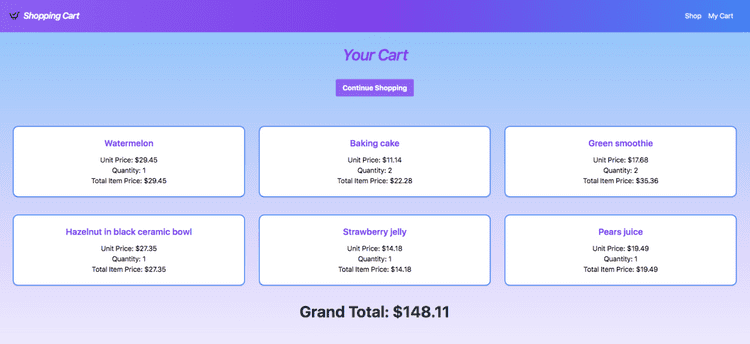 Shopping Cart
Shop My Cart
Your Cart
Continue Shopping
Watermelon
Unit Price: $29.45
Quantity: 1
Total Item Price: $29.45
Baking cake
Unit Price: $11.14
Quantity: 2
Total Item Price: $22.28
Green smoothie
Unit Price: $17.68
Quantity: 2
Total Item Price: $35.36
Hazelnut in black ceramic bowl
Unit Price: $27.35
Quantity: 1
Total Item Price: $27.35
Strawberry jelly
Unit Price: $14.18
Quantity: 1
Total Item Price: $14.18
Pears juice
Unit Price: $19.49
Quantity: 1
Total Item Price: $19.49
Grand Total: $148.11